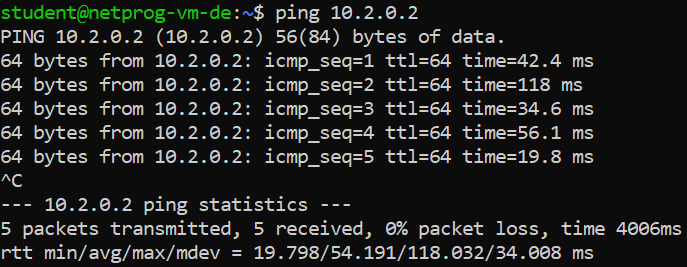 student@netprog-vm-de:~$ ping 10.2.0.2
PING 10.2.0.2 (10.2.0.2) 56(84) bytes of data.
64 bytes from 10.2.0.2: icmp_seq=1 ttl=64 time=42.4 ms
64 bytes from 10.2.0.2: icmp_seq=2 ttl=64 time=118 ms
64 bytes from 10.2.0.2: icmp_seq=3 ttl=64 time=34.6 ms
64 bytes from 10.2.0.2: icmp_seq=4 ttl=64 time=56.1 ms
64 bytes from 10.2.0.2: icmp_seq=5 ttl=64 time=19.8 ms
^C
--- 10.2.0.2 ping statistics ---
5 packets transmitted, 5 received, 0% packet loss, time 4006ms
rtt min/avg/max/mdev = 19.798/54.191/118.032/34.008 ms